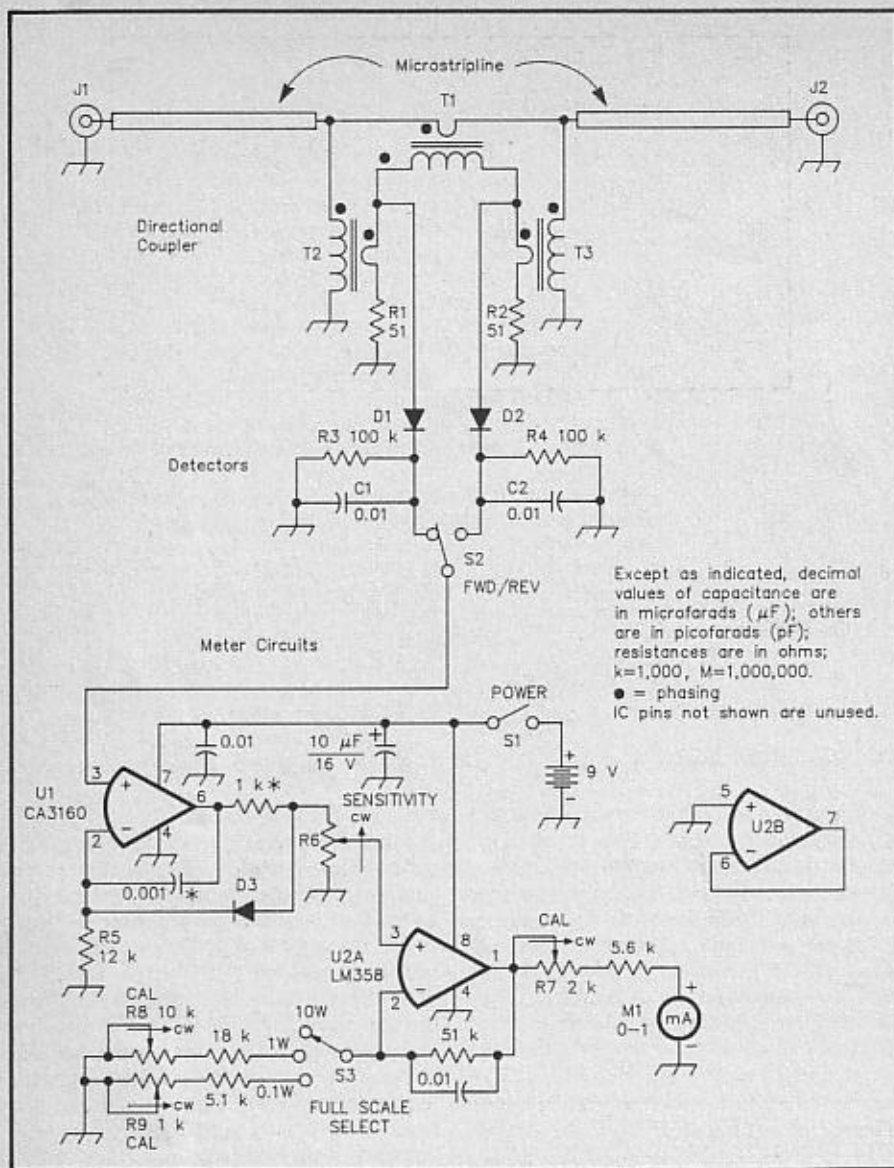 Microstripline
J1
T1
J2
Directional
Coupler
T2
T3
R1
51
R2
51
D1
D2
R3 100 k
R4 100 k
Detectors
C1
0.01
C2
0.01
S2
FWD/REV
Except as indicated, decimal
values of capacitance are
in microfarads (µF); others
are in picofarads (pF);
resistances are in ohms;
k=1,000, M=1,000,000.
● = phasing
IC pins not shown are unused.
Meter Circuits
POWER
S1
0.01
10 µF
16 V
+
+
9 V
-
U1
CA3160
3
+
7
6
1 k*
SENSITIVITY
cw
R6
2
-
4
0.001 *
D3
R5
12 k
5
+
U2B
7
6
-
3
+
8
U2A
LM358
1
2
-
4
CAL
cw
R7 2 k
5.6 k
+
M1
0-1
mA
-
CAL
R8 10 k
cw
18 k
10W
1W
S3
51 k
0.01
5.1 k
0.1W
cw
R9 1 k
CAL
FULL SCALE
SELECT